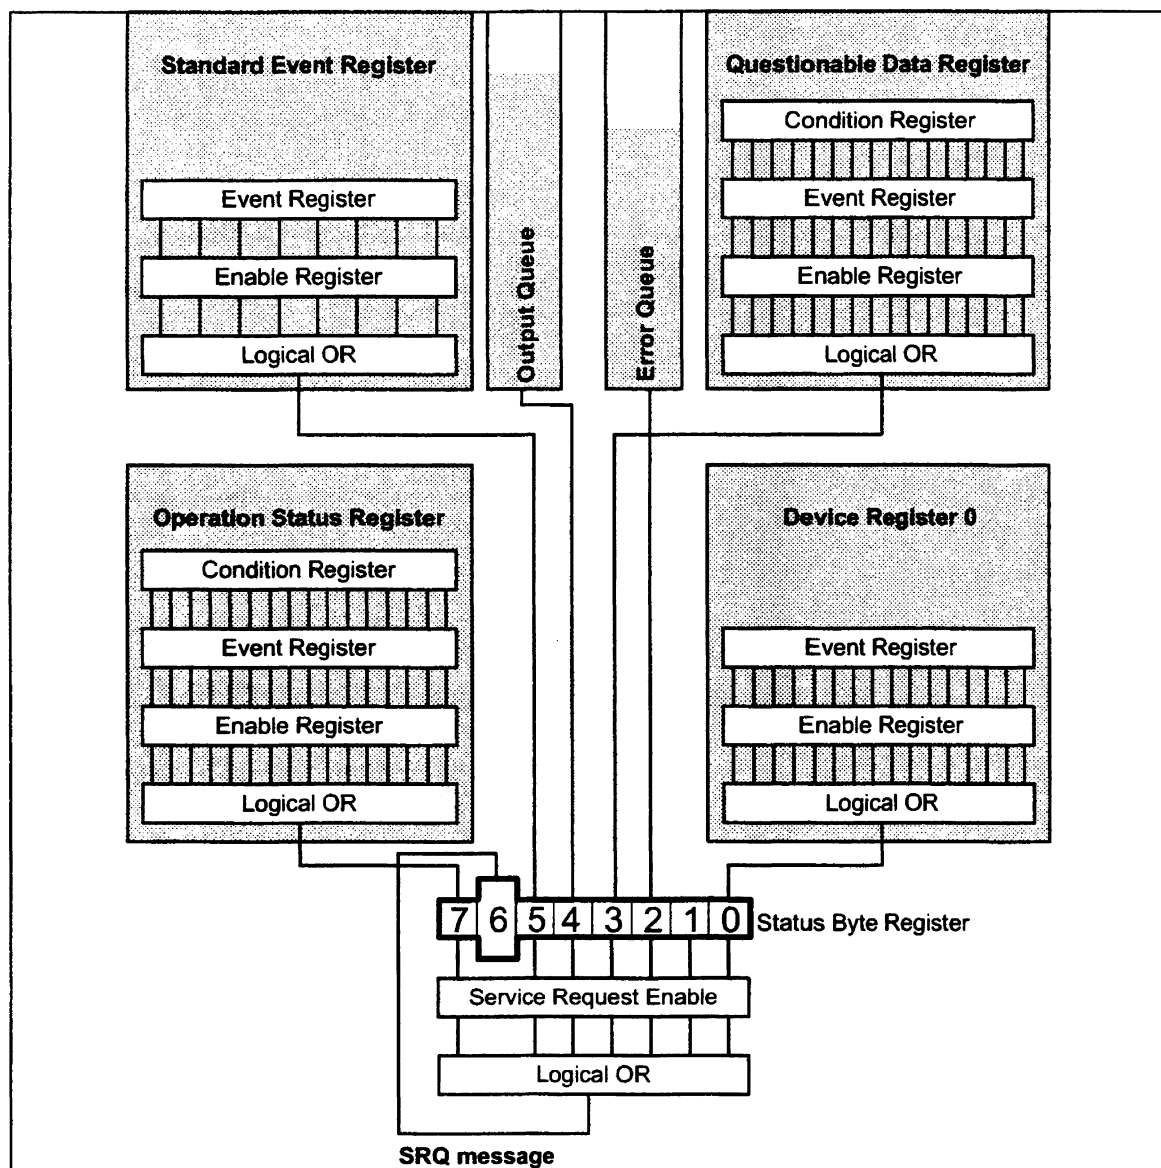 Standard Event Register
Event Register
Enable Register
Logical OR
Output Queue
Error Queue
Questionable Data Register
Condition Register
Event Register
Enable Register
Logical OR
Operation Status Register
Condition Register
Event Register
Enable Register
Logical OR
Device Register 0
Event Register
Enable Register
Logical OR
7 6 5 4 3 2 1 0
Status Byte Register
Service Request Enable
Logical OR
SRQ message